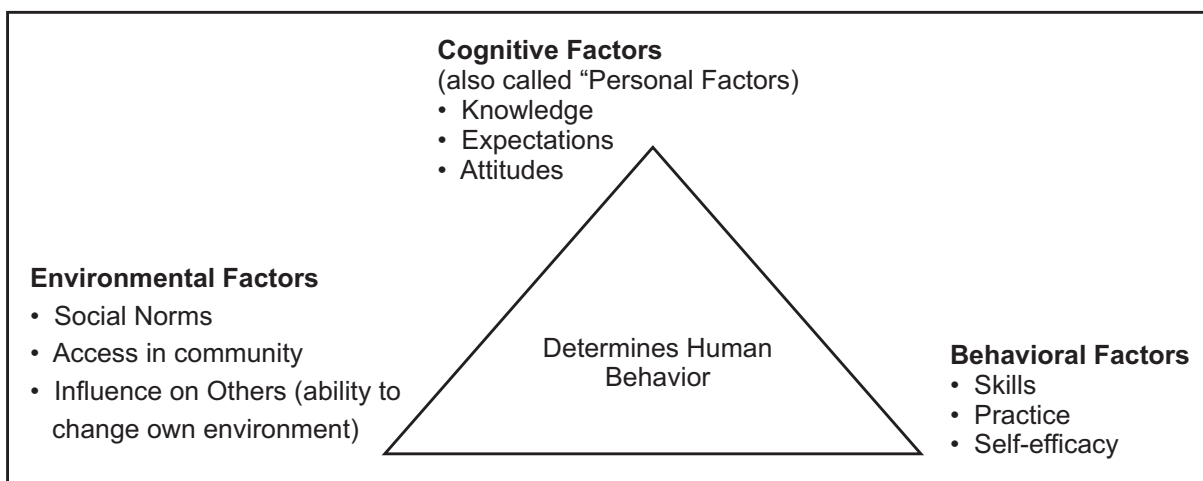 Cognitive Factors
(also called “Personal Factors)
• Knowledge
• Expectations
• Attitudes
Environmental Factors
• Social Norms
• Access in community
• Influence on Others (ability to
change own environment)
Determines Human
Behavior
Behavioral Factors
• Skills
• Practice
• Self-efficacy